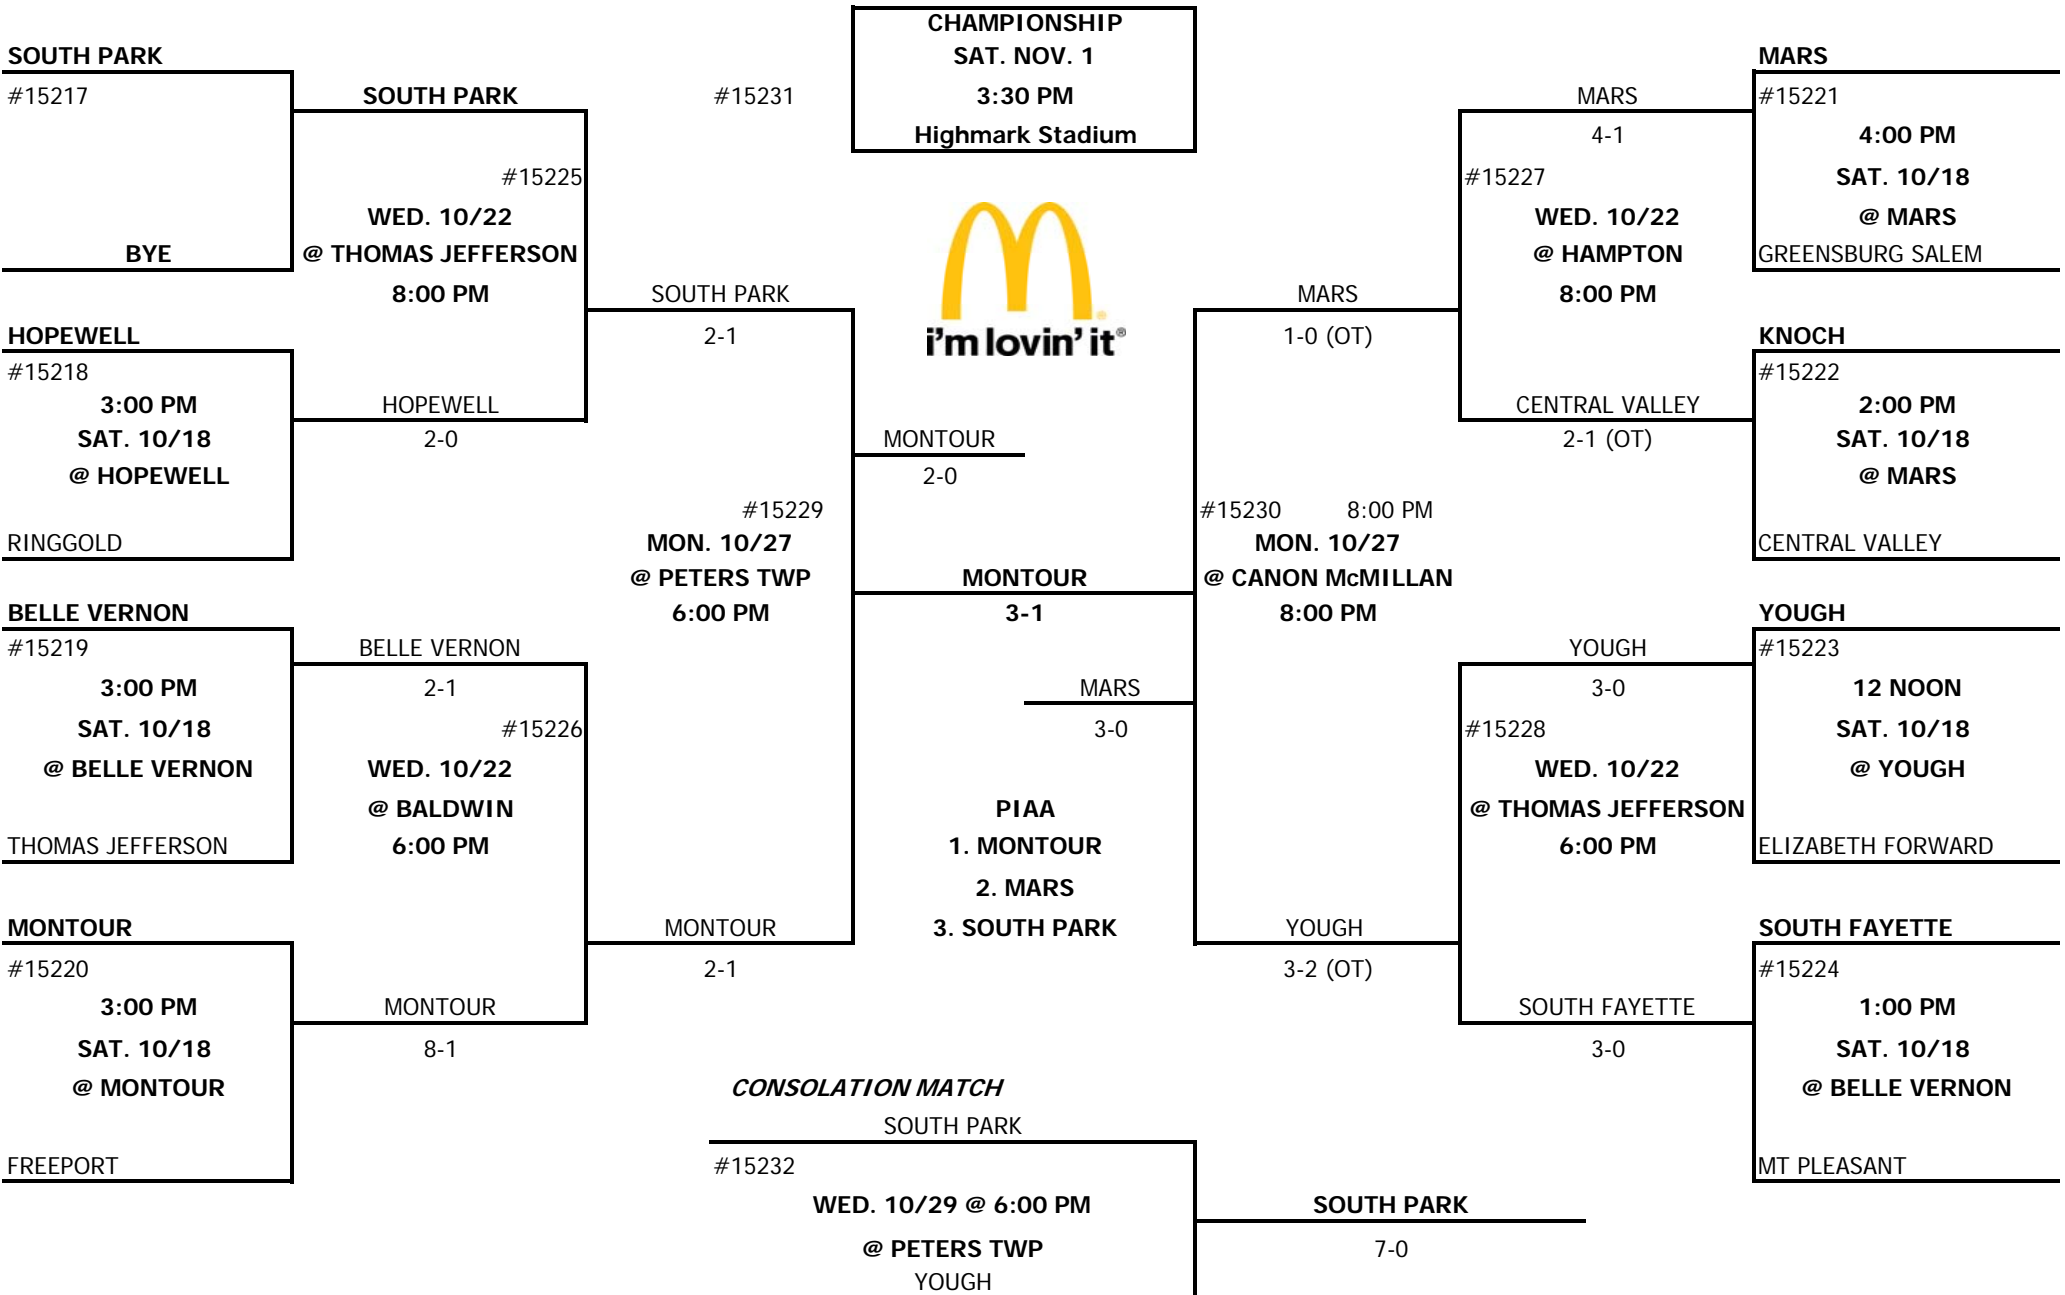 CHAMPIONSHIP
SAT. NOV. 1
3:30 PM
Highmark Stadium
#15231
i'm lovin' it®
SOUTH PARK
#15217
BYE
HOPEWELL
#15218
3:00 PM
SAT. 10/18
@ HOPEWELL
RINGGOLD
BELLE VERNON
#15219
3:00 PM
SAT. 10/18
@ BELLE VERNON
THOMAS JEFFERSON
MONTOUR
#15220
3:00 PM
SAT. 10/18
@ MONTOUR
FREEPORT
SOUTH PARK
#15225
WED. 10/22
@ THOMAS JEFFERSON
8:00 PM
HOPEWELL
2-0
BELLE VERNON
2-1
#15226
WED. 10/22
@ BALDWIN
6:00 PM
MONTOUR
8-1
SOUTH PARK
2-1
#15229
MON. 10/27
@ PETERS TWP
6:00 PM
MONTOUR
2-1
MONTOUR
2-0
MONTOUR
3-1
MARS
3-0
PIAA
1. MONTOUR
2. MARS
3. SOUTH PARK
MARS
1-0 (OT)
#15230 8:00 PM
MON. 10/27
@ CANON McMILLAN
8:00 PM
YOUGH
3-2 (OT)
MARS
4-1
#15227
WED. 10/22
@ HAMPTON
8:00 PM
CENTRAL VALLEY
2-1 (OT)
YOUGH
3-0
#15228
WED. 10/22
@ THOMAS JEFFERSON
6:00 PM
SOUTH FAYETTE
3-0
MARS
#15221
4:00 PM
SAT. 10/18
@ MARS
GREENSBURG SALEM
KNOCH
#15222
2:00 PM
SAT. 10/18
@ MARS
CENTRAL VALLEY
YOUGH
#15223
12 NOON
SAT. 10/18
@ YOUGH
ELIZABETH FORWARD
SOUTH FAYETTE
#15224
1:00 PM
SAT. 10/18
@ BELLE VERNON
MT PLEASANT
CONSOLATION MATCH
SOUTH PARK
#15232
WED. 10/29 @ 6:00 PM
@ PETERS TWP
YOUGH
SOUTH PARK
7-0